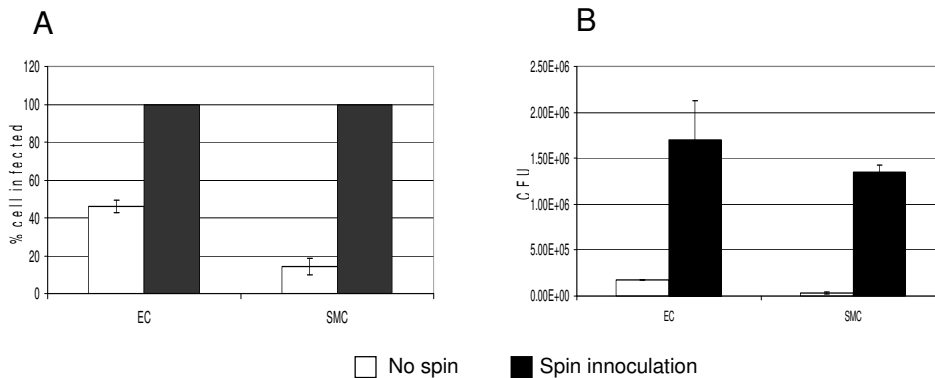 A
% cell infected
120
100
80
60
40
20
0
EC SMC
B
CFU
2.50E+06
2.00E+06
1.50E+06
1.00E+06
5.00E+05
0.00E+00
EC SMC
No spin Spin innoculation